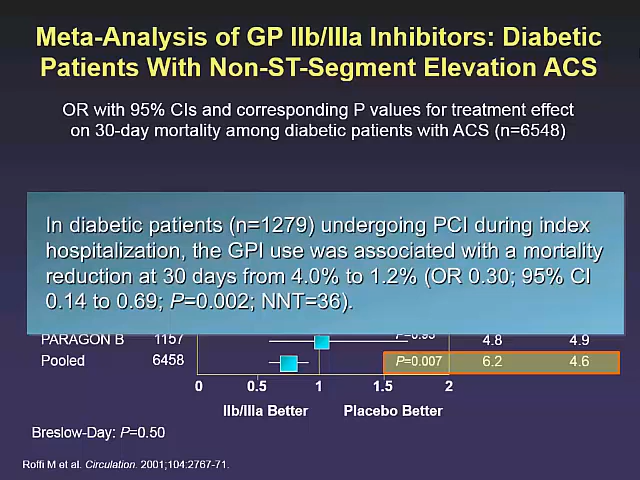 Meta-Analysis of GP IIb/IIIa Inhibitors: Diabetic
Patients With Non-ST-Segment Elevation ACS
OR with 95% CIs and corresponding P values for treatment effect
on 30-day mortality among diabetic patients with ACS (n=6548)
In diabetic patients (n=1279) undergoing PCI during index
hospitalization, the GPI use was associated with a mortality
reduction at 30 days from 4.0% to 1.2% (OR 0.30; 95% CI
0.14 to 0.69; P=0.002; NNT=36).
PARAGON B 1157 P=0.93 4.8 4.9
Pooled 6458 P=0.007 6.2 4.6
0 0.5 1 1.5 2
IIb/IIIa Better Placebo Better
Breslow-Day: P=0.50
Roffi M et al. Circulation. 2001;104:2767-71.